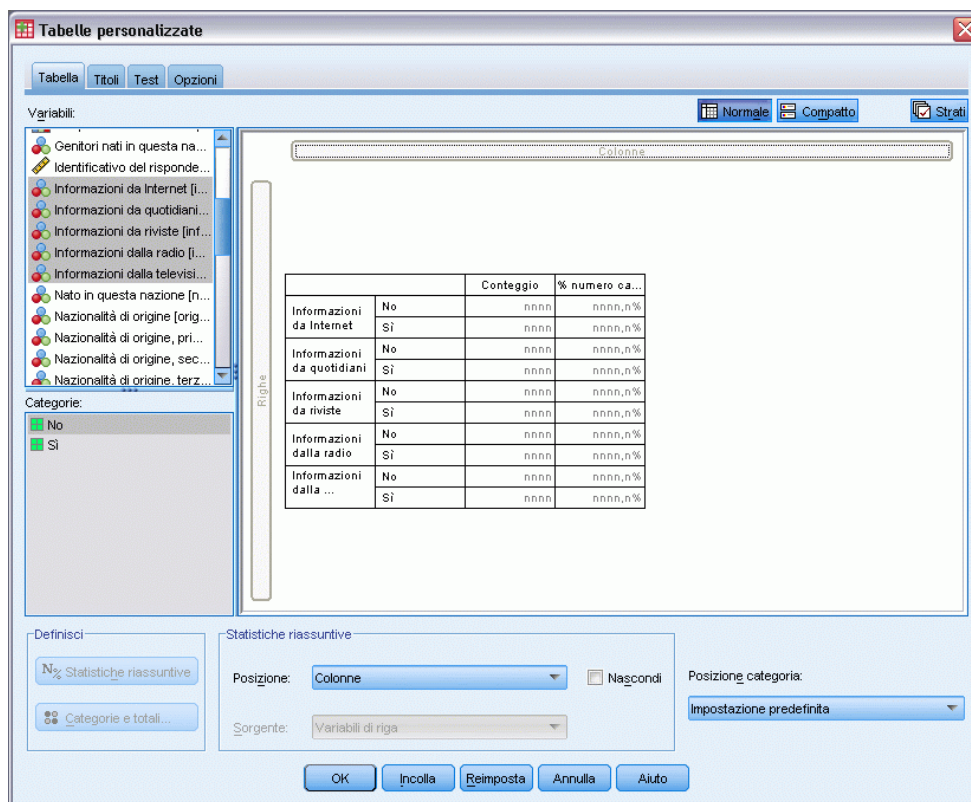 Tabelle personalizzate
Tabella Titoli Test Opzioni
Variabili:
Normale Compatto Strati
Genitori nati in questa na...
Identificativo del risponde...
Informazioni da Internet [i...
Informazioni da quotidiani...
Informazioni da riviste [inf...
Informazioni dalla radio [i...
Informazioni dalla televisi...
Nato in questa nazione [n...
Nazionalità di origine [orig...
Nazionalità di origine, pri...
Nazionalità di origine, sec...
Nazionalità di origine, terz...
Categorie:
No
Sì
Colonne
Righe
Conteggio % numero ca...
Informazioni da Internet No nnnn nnnn,n%
Sì nnnn nnnn,n%
Informazioni da quotidiani No nnnn nnnn,n%
Sì nnnn nnnn,n%
Informazioni da riviste No nnnn nnnn,n%
Sì nnnn nnnn,n%
Informazioni dalla radio No nnnn nnnn,n%
Sì nnnn nnnn,n%
Informazioni dalla ... No nnnn nnnn,n%
Sì nnnn nnnn,n%
Definisci
N% Statistiche riassuntive
Categorie e totali...
Statistiche riassuntive
Posizione: Colonne Nascondi
Sorgente: Variabili di riga
Posizione categoria:
Impostazione predefinita
OK Incolla Reimposta Annulla Aiuto